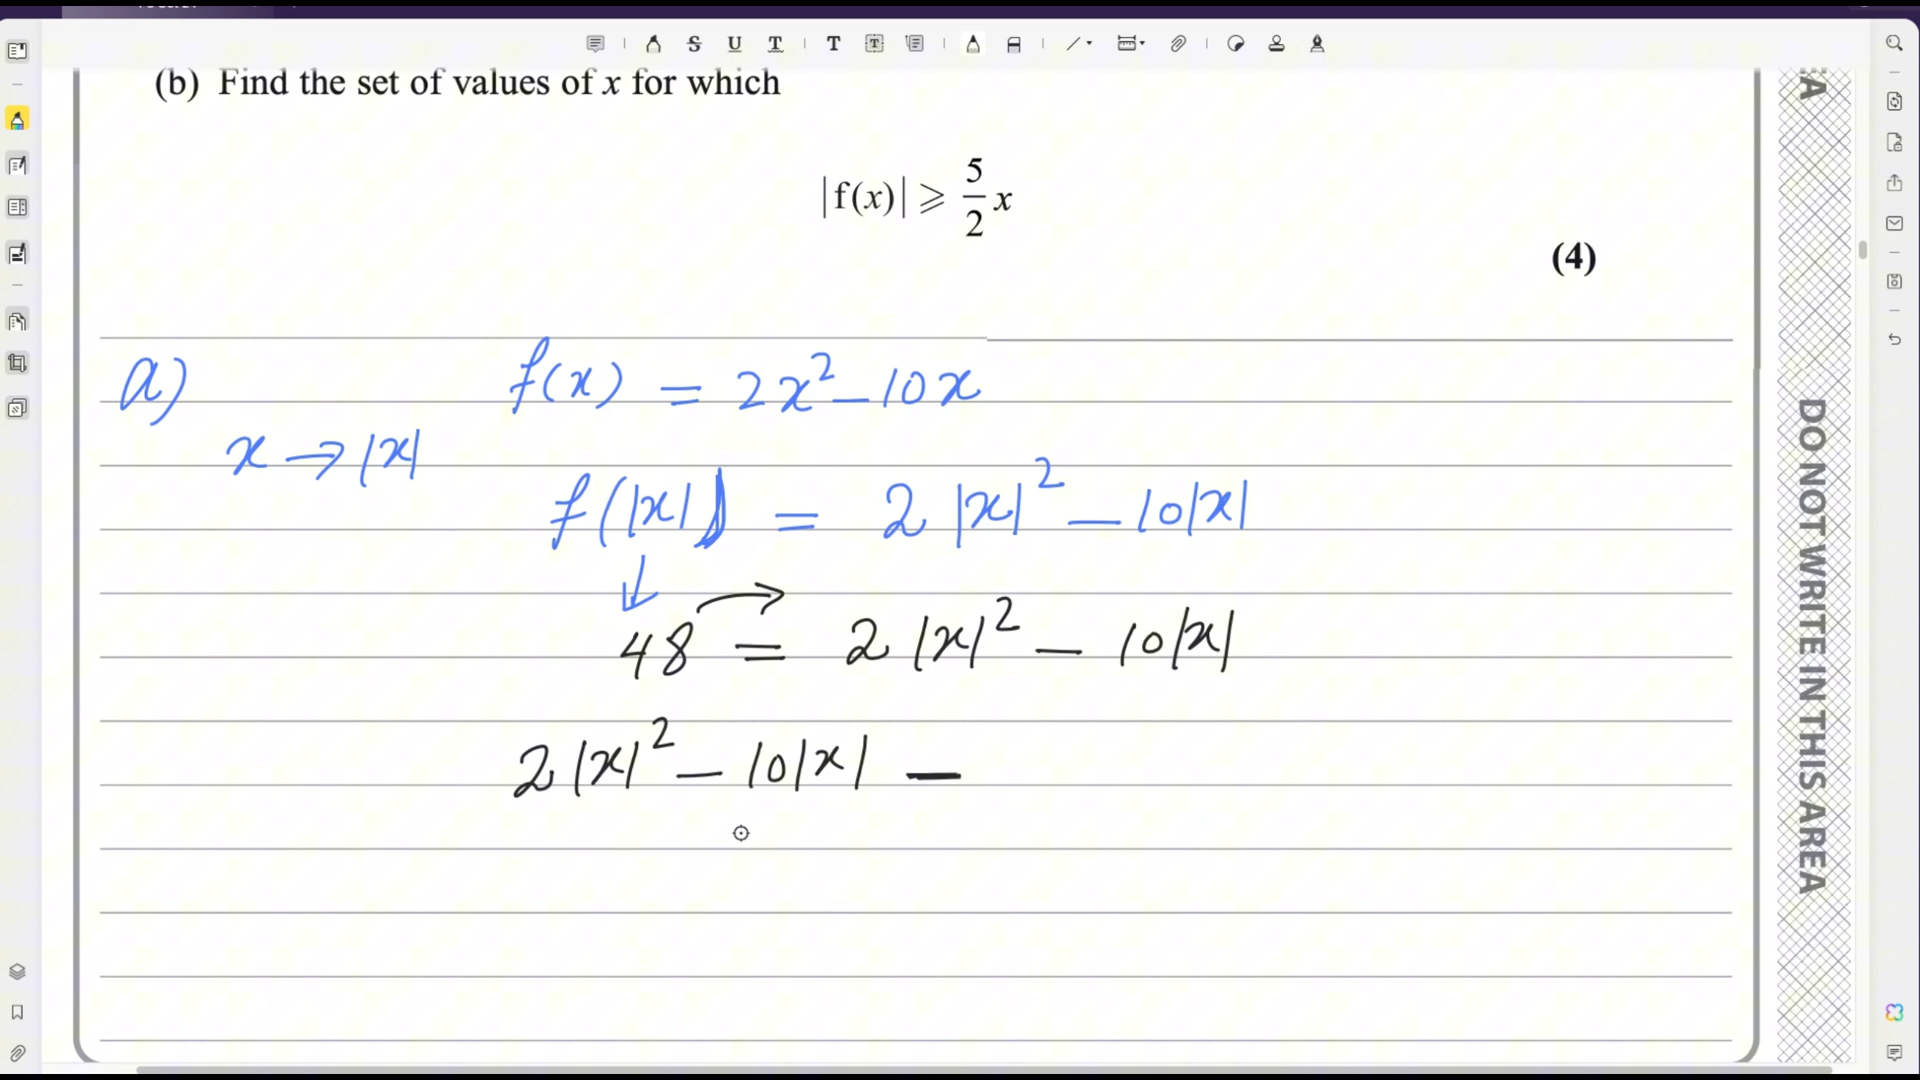 (b) Find the set of values of x for which
|f(x)| ⩾ 5/2 x
(4)
a) f(x) = 2x² - 10x
x → |x|
f(|x|) = 2|x|² - 10|x|
48 = 2|x|² - 10|x|
2|x|² - 10|x| -
A
DO NOT WRITE IN THIS AREA